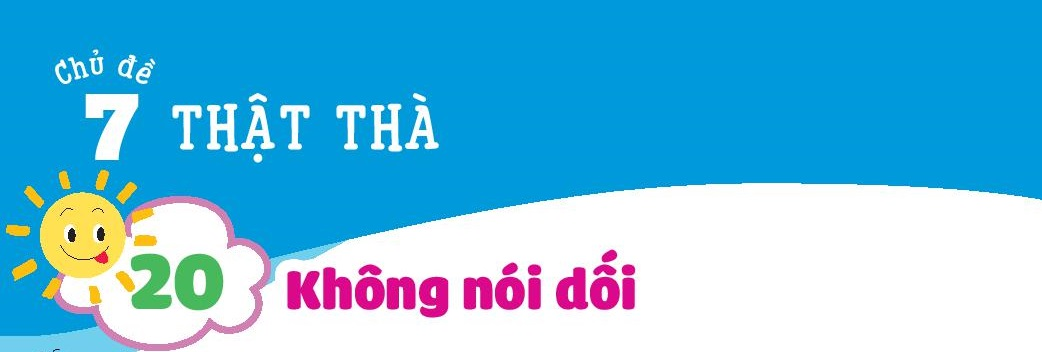 Chủ đề
7 THẬT THÀ
20 Không nói dối